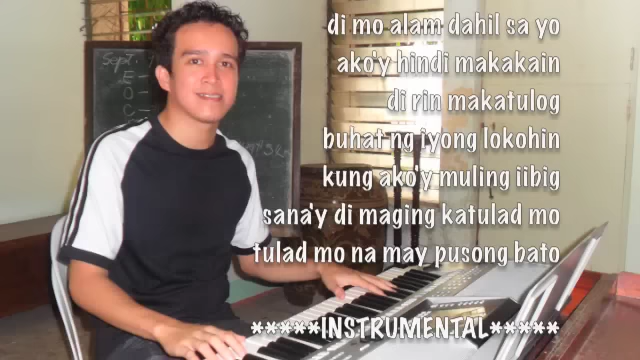 di mo alam dahil sa yo
ako'y hindi makakain
di rin makatulog
buhat ng iyong lokohin
kung ako'y muling iibig
sana'y di maging katulad mo
tulad mo na may pusong bato
*****INSTRUMENTAL*****
Sept.
E
O
C